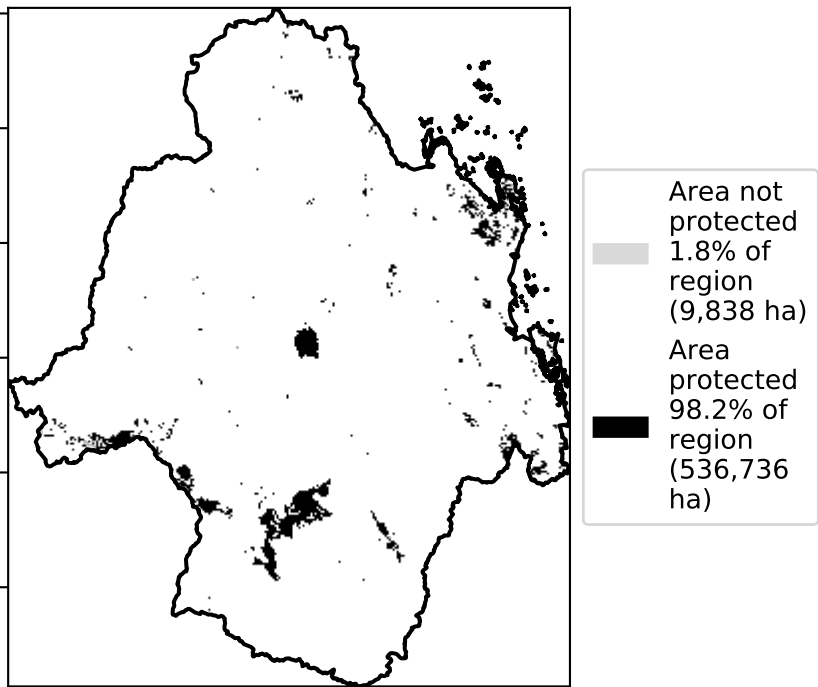 Area not
protected
1.8% of
region
(9,838 ha)
Area
protected
98.2% of
region
(536,736
ha)